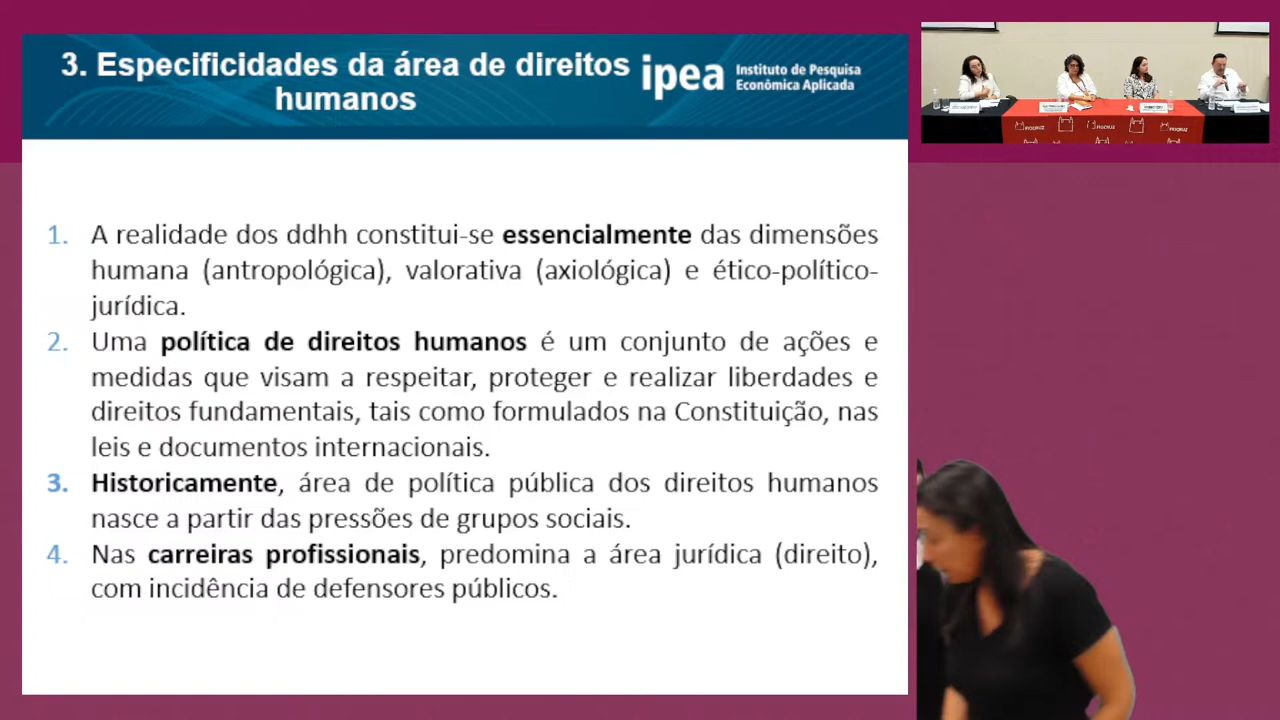 3. Especificidades da área de direitos
humanos
ipea
Instituto de Pesquisa
Econômica Aplicada
1. A realidade dos ddhh constitui-se essencialmente das dimensões
humana (antropológica), valorativa (axiológica) e ético-político-
jurídica.
2. Uma política de direitos humanos é um conjunto de ações e
medidas que visam a respeitar, proteger e realizar liberdades e
direitos fundamentais, tais como formulados na Constituição, nas
leis e documentos internacionais.
3. Historicamente, área de política pública dos direitos humanos
nasce a partir das pressões de grupos sociais.
4. Nas carreiras profissionais, predomina a área jurídica (direito),
com incidência de defensores públicos.
FIOCRUZ
FIOCRUZ
FIOCRUZ